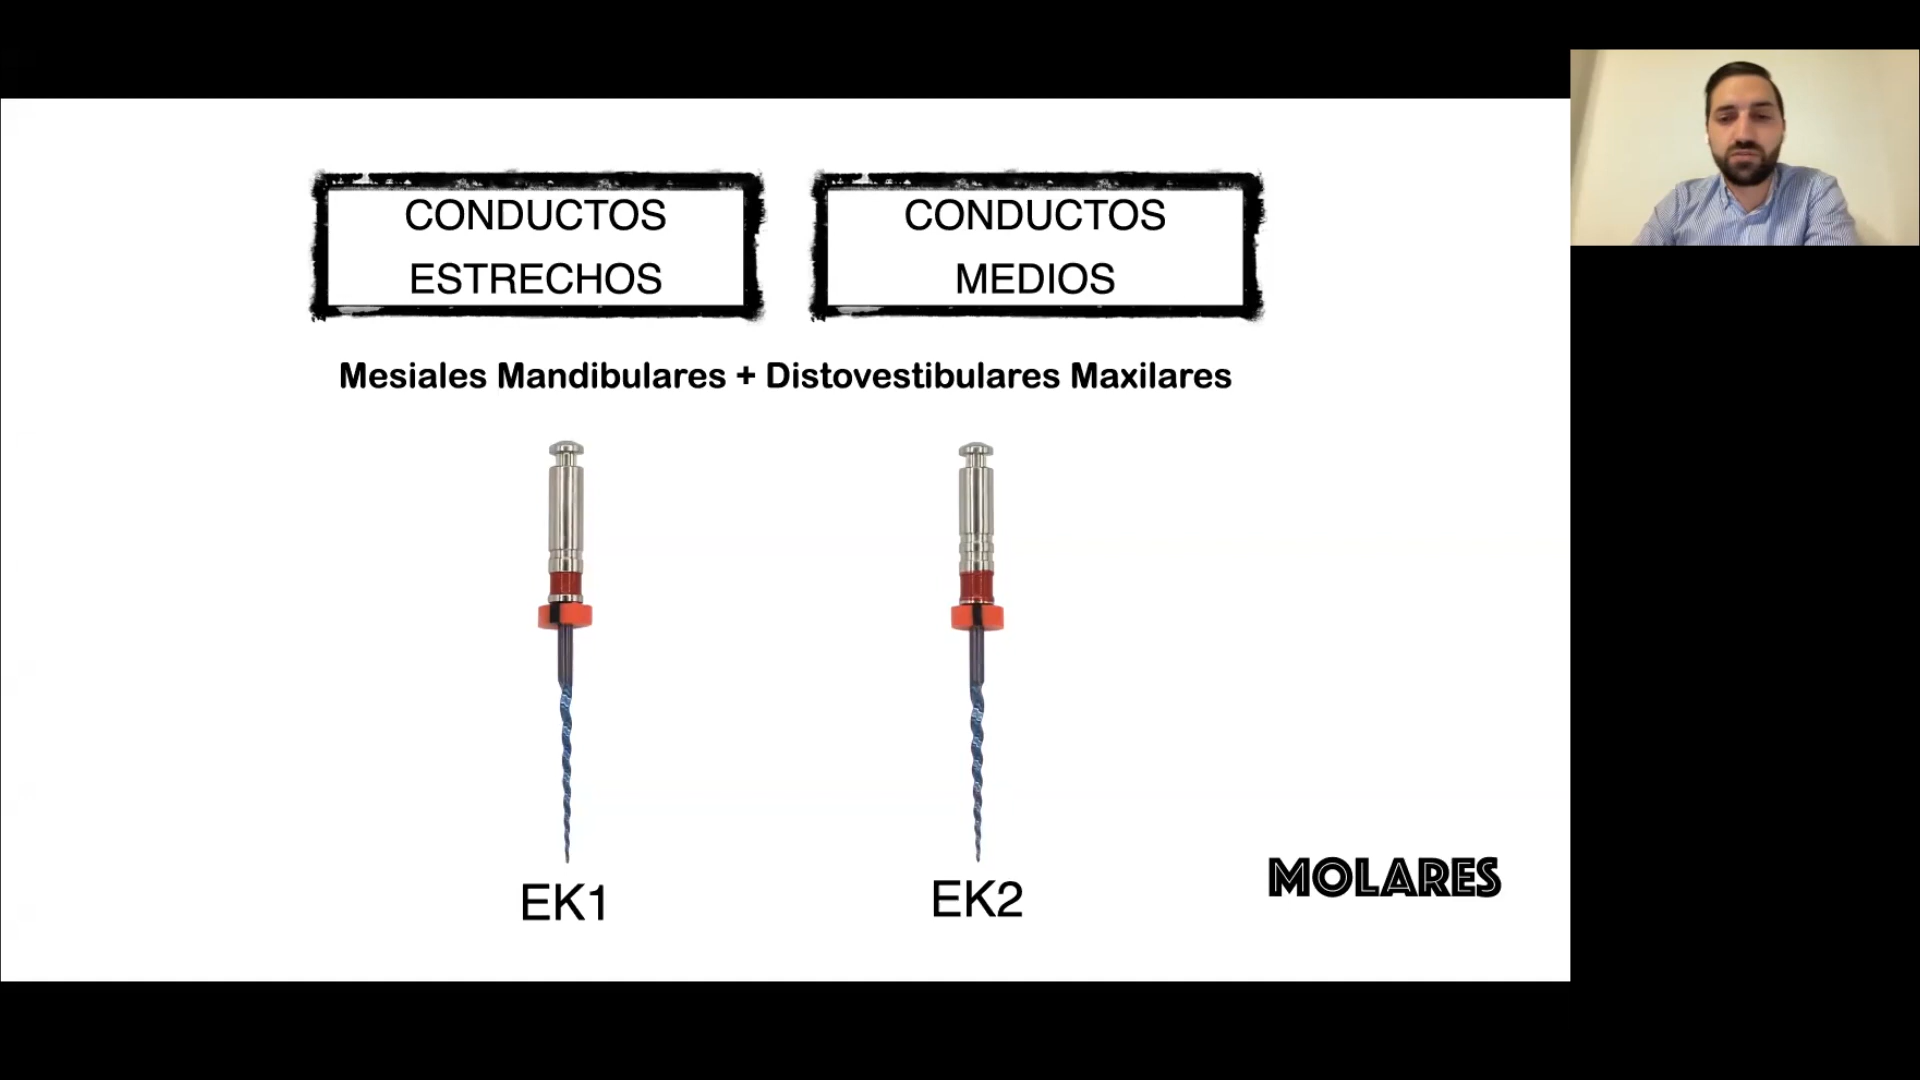 CONDUCTOS
ESTRECHOS
CONDUCTOS
MEDIOS
Mesiales Mandibulares + Distovestibulares Maxilares
EK1
EK2
MOLARES